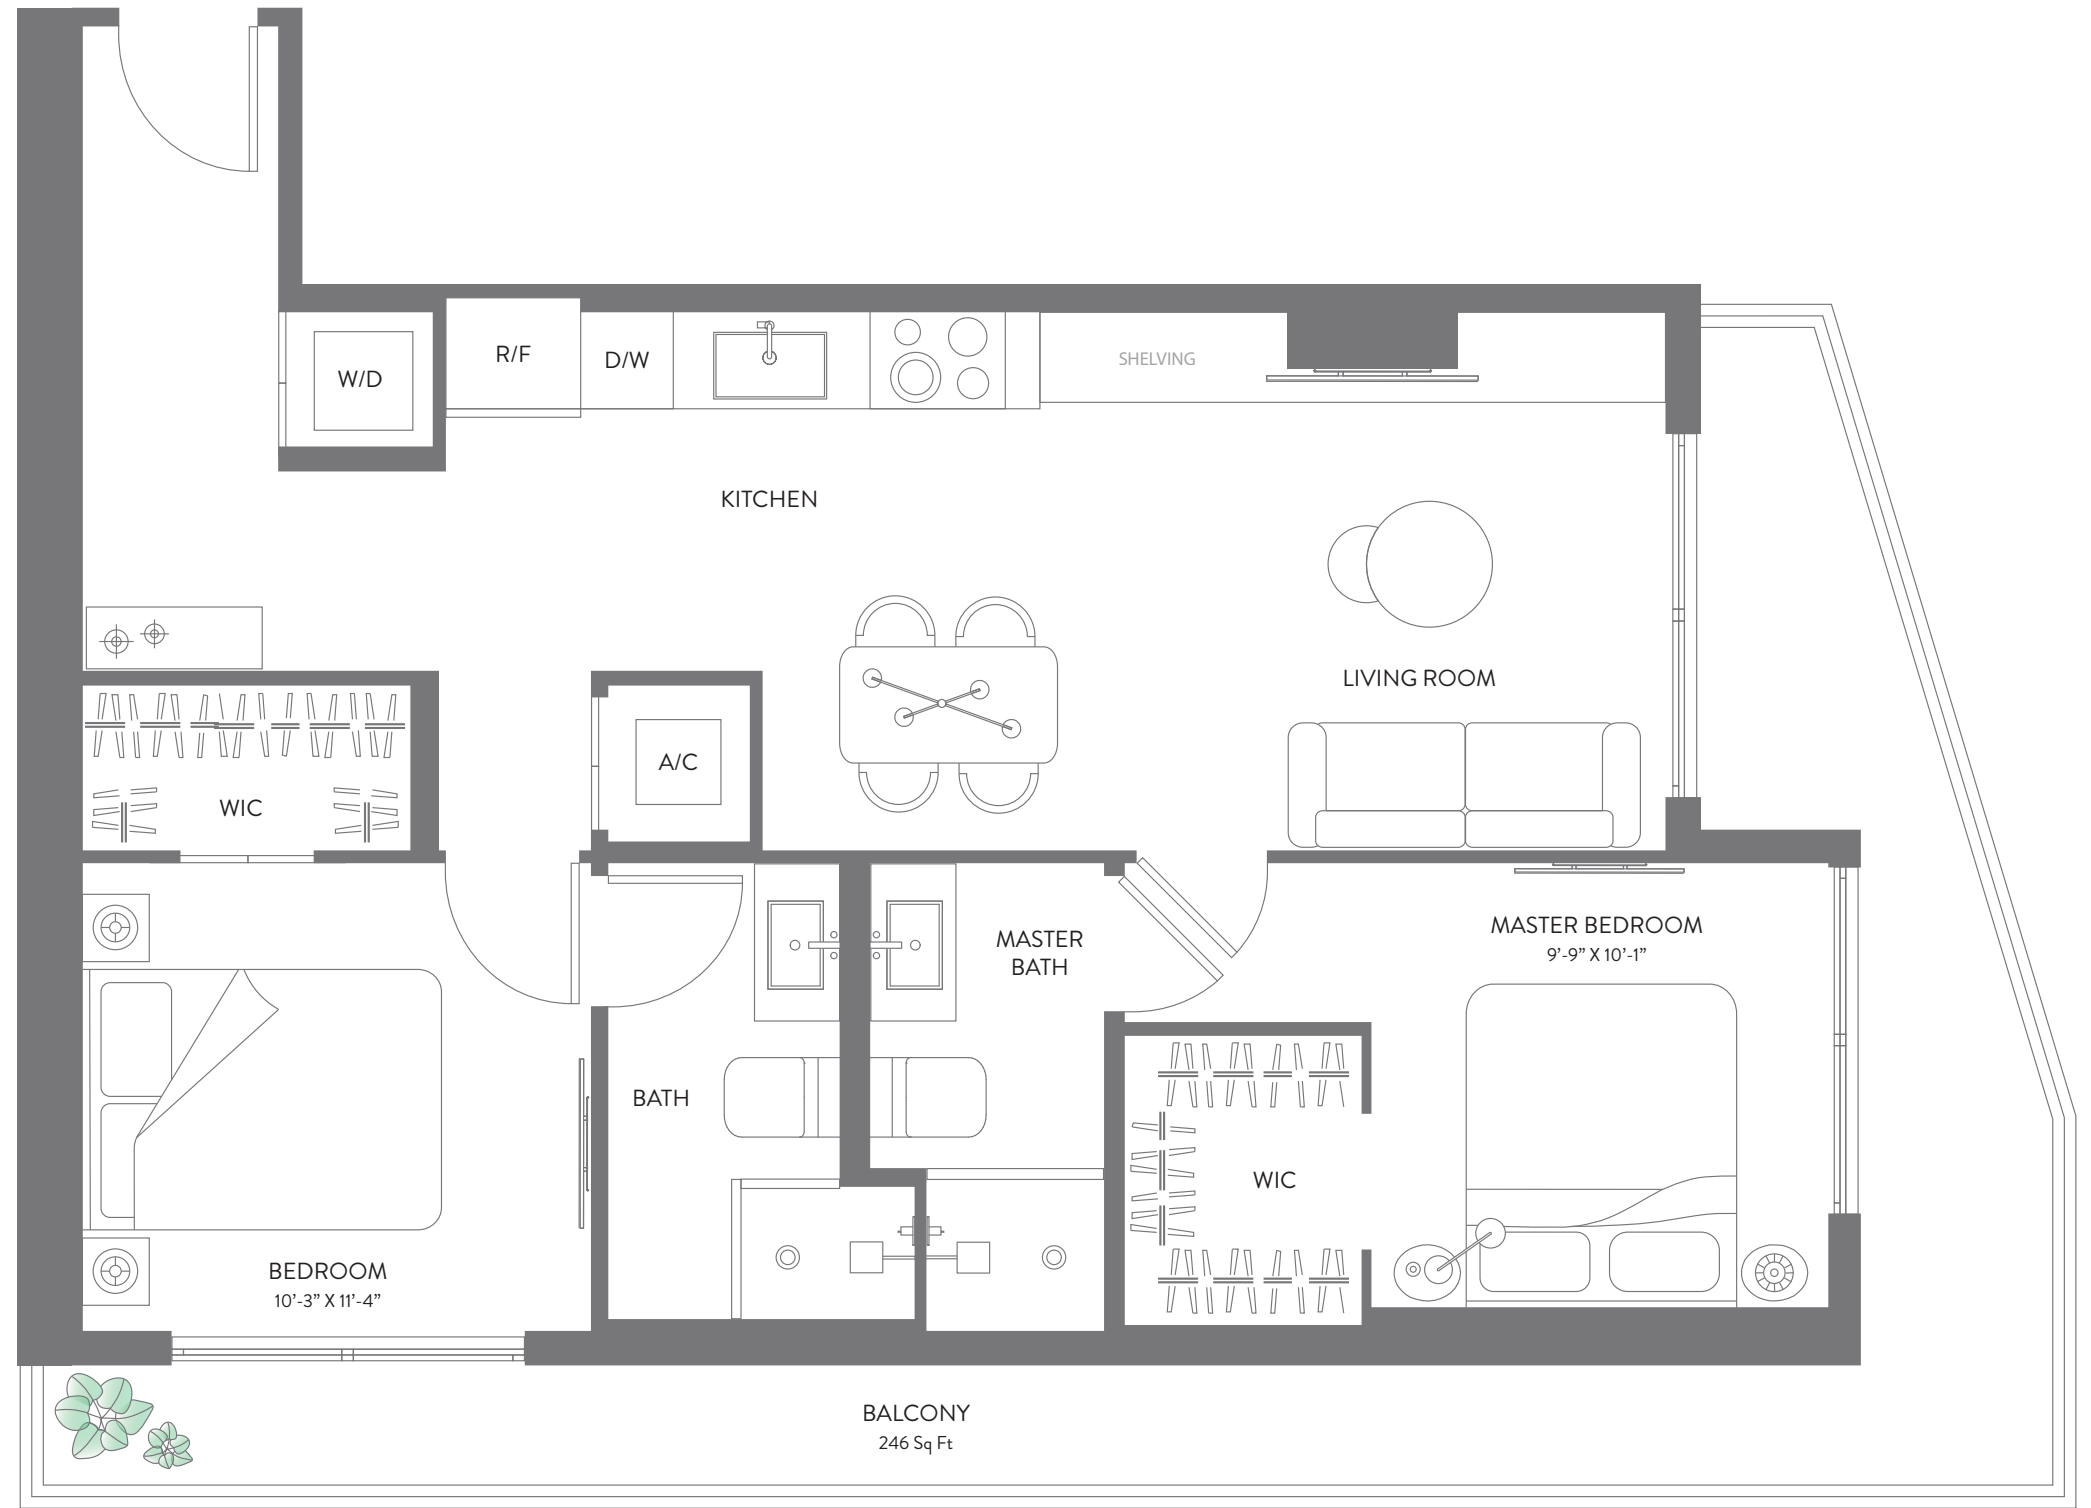 R/F
D/W
SHELVING
W/D
KITCHEN
LIVING ROOM
A/C
WIC
MASTER BEDROOM
9’-9” X 10’-1”
MASTER
BATH
BATH
WIC
BEDROOM
10’-3” X 11’-4”
BALCONY
246 Sq Ft